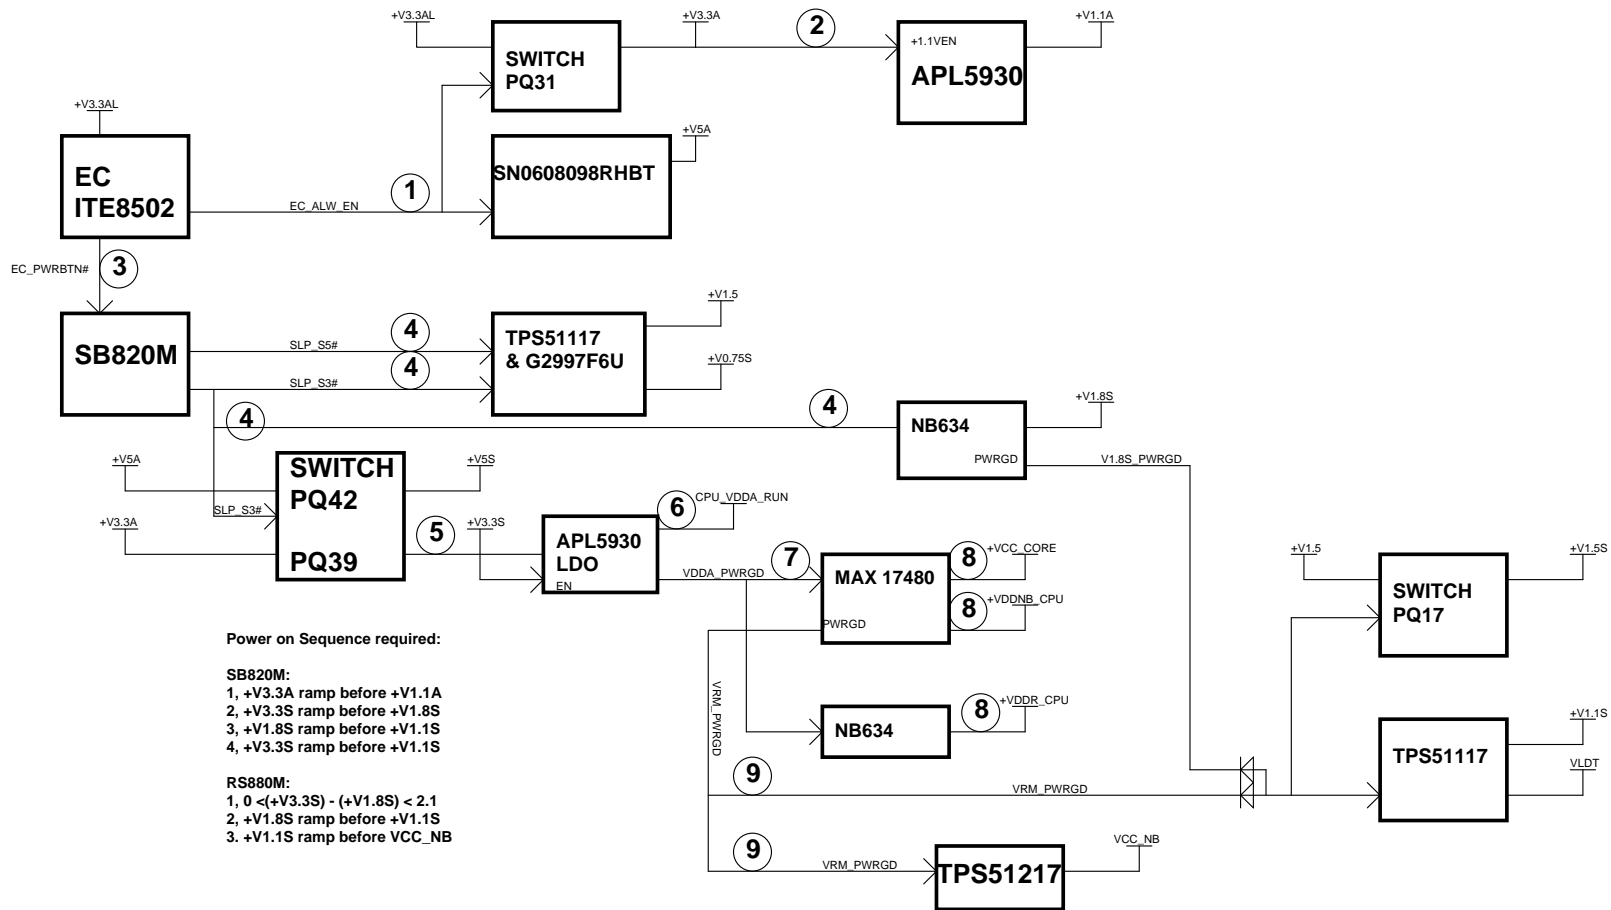 +V3.3AL
+V3.3A
2
+V1.1A
SWITCH
PQ31
+1.1VEN
APL5930
+V3.3AL
EC
ITE8502
EC_ALW_EN
1
SN0608098RHBT
+V5A
EC_PWRBTN#
3
SB820M
SLP_S5#
4
SLP_S3#
4
TPS51117
& G2997F6U
+V1.5
+V0.75S
4
4
NB634
PWRGD
+V1.8S
V1.8S_PWRGD
+V5A
SLP_S3#
+V3.3A
SWITCH
PQ42
PQ39
+V5S
5
+V3.3S
APL5930
LDO
EN
6
CPU_VDDA_RUN
VDDA_PWRGD
7
MAX 17480
PWRGD
8
+VCC_CORE
8
+VDDNB_CPU
VRM_PWRGD
NB634
8
+VDDR_CPU
9
VRM_PWRGD
9
VRM_PWRGD
TPS51217
VCC_NB
+V1.5
SWITCH
PQ17
+V1.5S
TPS51117
+V1.1S
VLDT
Power on Sequence required:
SB820M:
1, +V3.3A ramp before +V1.1A
2, +V3.3S ramp before +V1.8S
3, +V1.8S ramp before +V1.1S
4, +V3.3S ramp before +V1.1S
RS880M:
1, 0 <(+V3.3S) - (+V1.8S) < 2.1
2, +V1.8S ramp before +V1.1S
3. +V1.1S ramp before VCC_NB